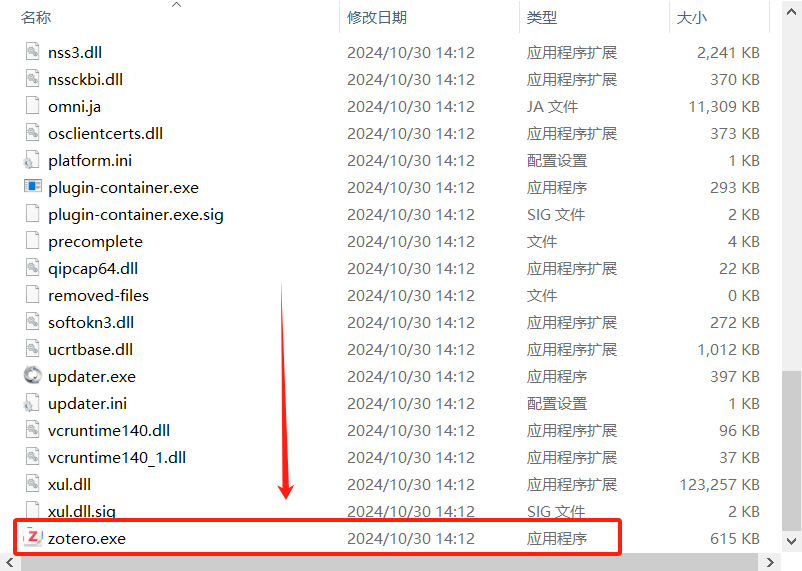 名称 修改日期 类型 大小
nss3.dll 2024/10/30 14:12 应用程序扩展 2,241 KB
nssckbi.dll 2024/10/30 14:12 应用程序扩展 370 KB
omni.ja 2024/10/30 14:12 JA 文件 11,309 KB
osclientcerts.dll 2024/10/30 14:12 应用程序扩展 373 KB
platform.ini 2024/10/30 14:12 配置设置 1 KB
plugin-container.exe 2024/10/30 14:12 应用程序 293 KB
plugin-container.exe.sig 2024/10/30 14:12 SIG 文件 2 KB
precomplete 2024/10/30 14:12 文件 4 KB
qipcap64.dll 2024/10/30 14:12 应用程序扩展 22 KB
removed-files 2024/10/30 14:12 文件 0 KB
softokn3.dll 2024/10/30 14:12 应用程序扩展 272 KB
ucrtbase.dll 2024/10/30 14:12 应用程序扩展 1,012 KB
updater.exe 2024/10/30 14:12 应用程序 397 KB
updater.ini 2024/10/30 14:12 配置设置 1 KB
vcruntime140.dll 2024/10/30 14:12 应用程序扩展 96 KB
vcruntime140_1.dll 2024/10/30 14:12 应用程序扩展 37 KB
xul.dll 2024/10/30 14:12 应用程序扩展 123,257 KB
xul.dll.sig 2024/10/30 14:12 SIG 文件 2 KB
zotero.exe 2024/10/30 14:12 应用程序 615 KB